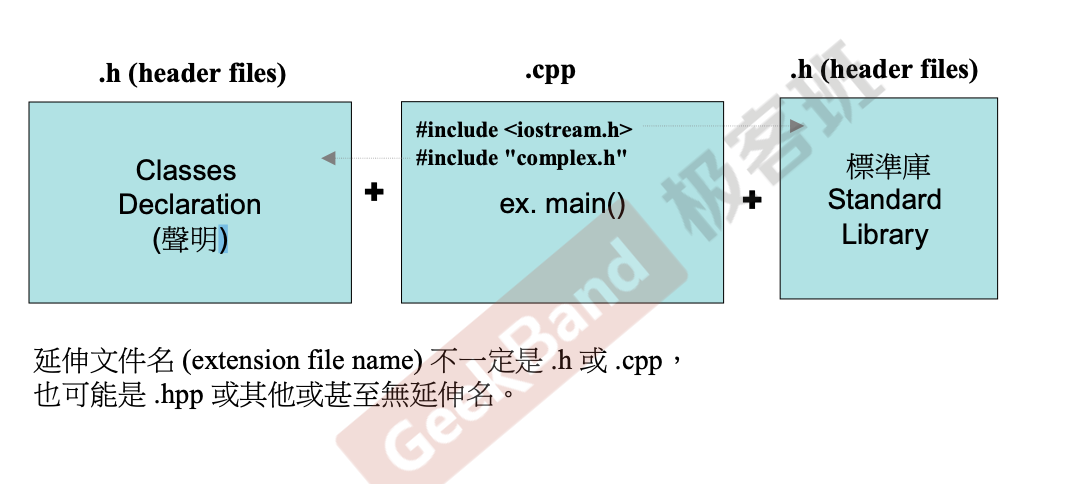 .h (header files)
.cpp
.h (header files)
Classes
Declaration
(聲明)
#include <iostream.h>
#include "complex.h"
ex. main()
標準庫
Standard
Library
延伸文件名 (extension file name) 不一定是 .h 或 .cpp，
也可能是 .hpp 或其他或甚至無延伸名。
GeekBand 极客班